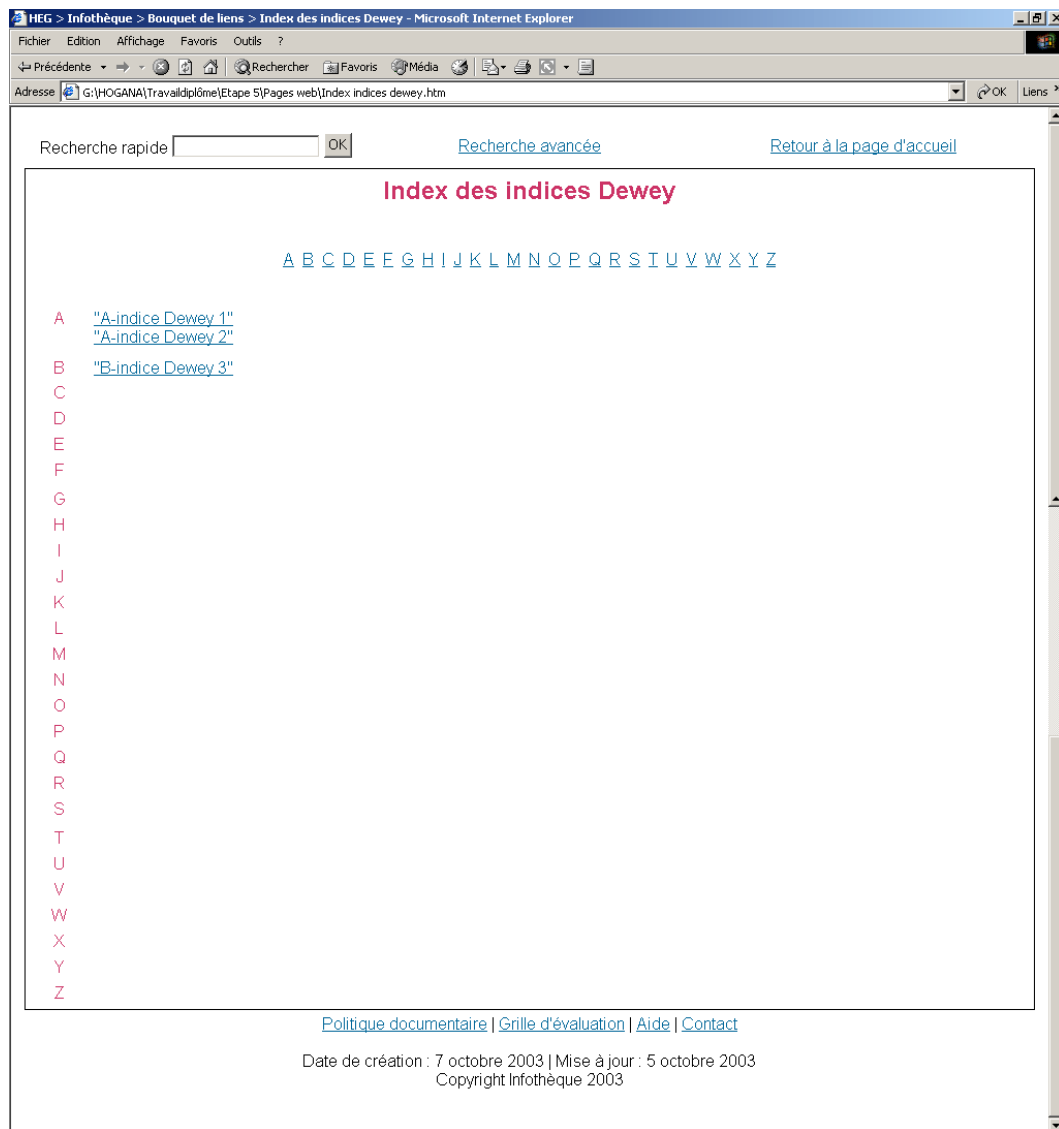 HEG > Infothèque > Bouquet de liens > Index des indices Dewey - Microsoft Internet Explorer
Fichier Edition Affichage Favoris Outils ?
Précédente Rechercher Favoris Média
Adresse G:\HOGANA\Travaildiplôme\Etape 5\Pages web\Index indices dewey.htm OK Liens »
Recherche rapide OK Recherche avancée Retour à la page d'accueil
Index des indices Dewey
A B C D E F G H I J K L M N O P Q R S T U V W X Y Z
A "A-indice Dewey 1"
"A-indice Dewey 2"
B "B-indice Dewey 3"
C
D
E
F
G
H
I
J
K
L
M
N
O
P
Q
R
S
T
U
V
W
X
Y
Z
Politique documentaire | Grille d'évaluation | Aide | Contact
Date de création : 7 octobre 2003 | Mise à jour : 5 octobre 2003
Copyright Infothèque 2003